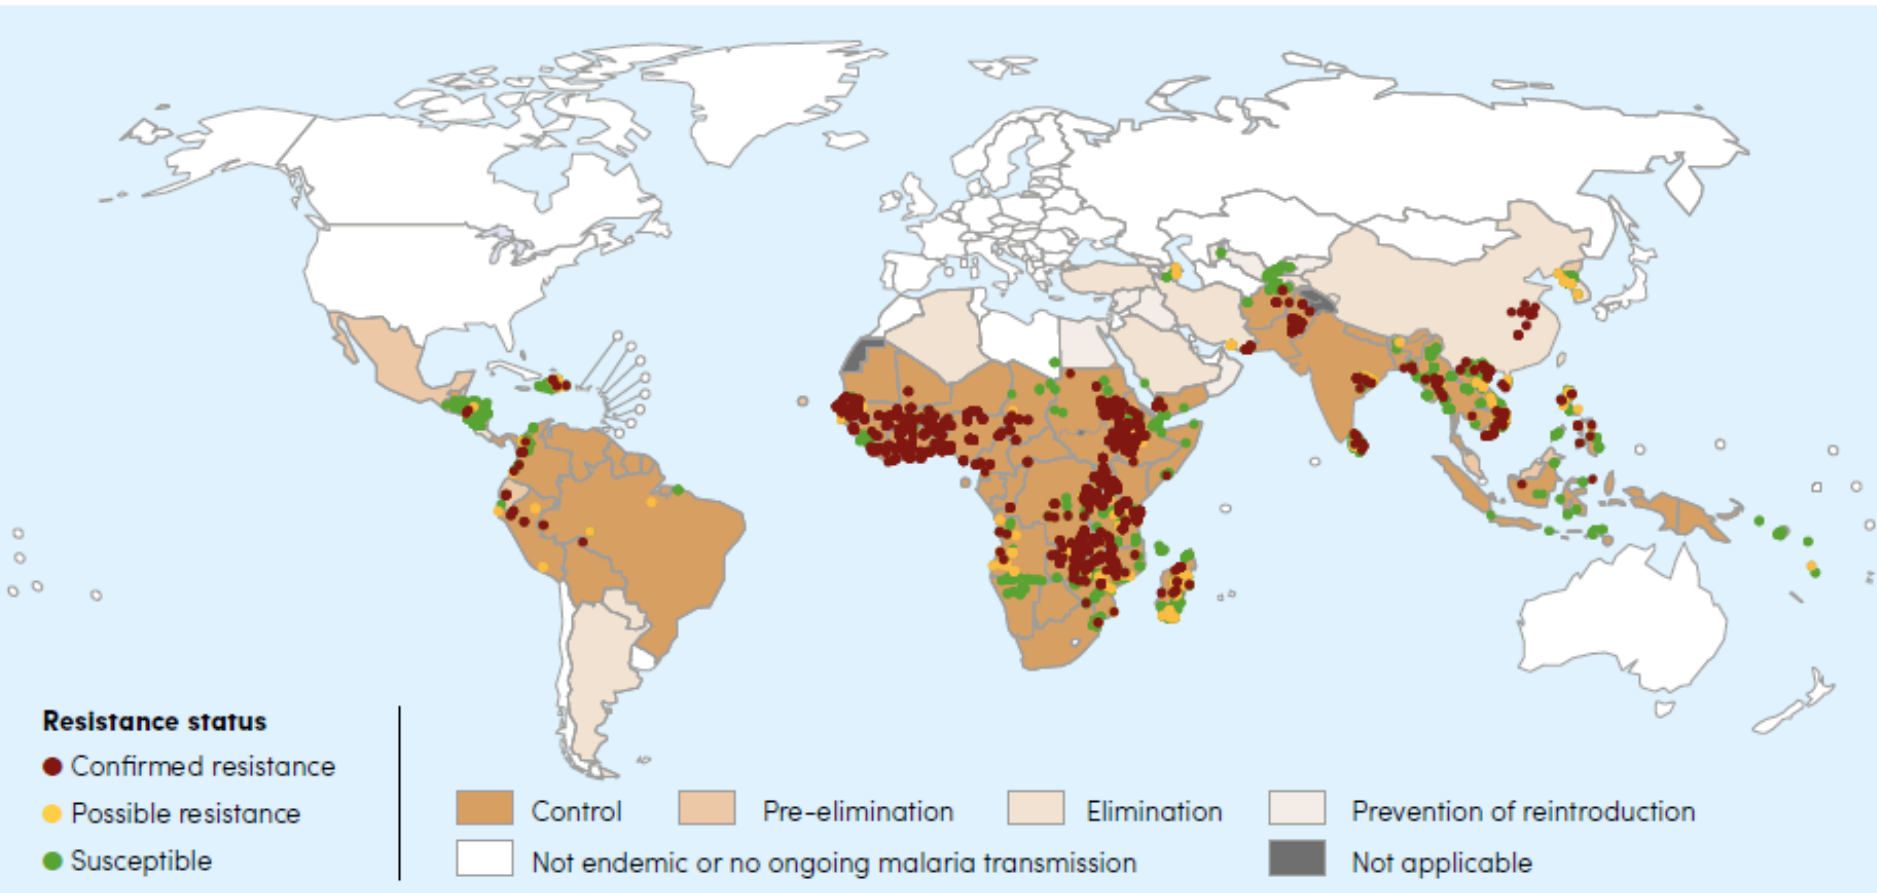 Resistance status
Confirmed resistance
Possible resistance
Susceptible
Control
Pre-elimination
Elimination
Prevention of reintroduction
Not endemic or no ongoing malaria transmission
Not applicable